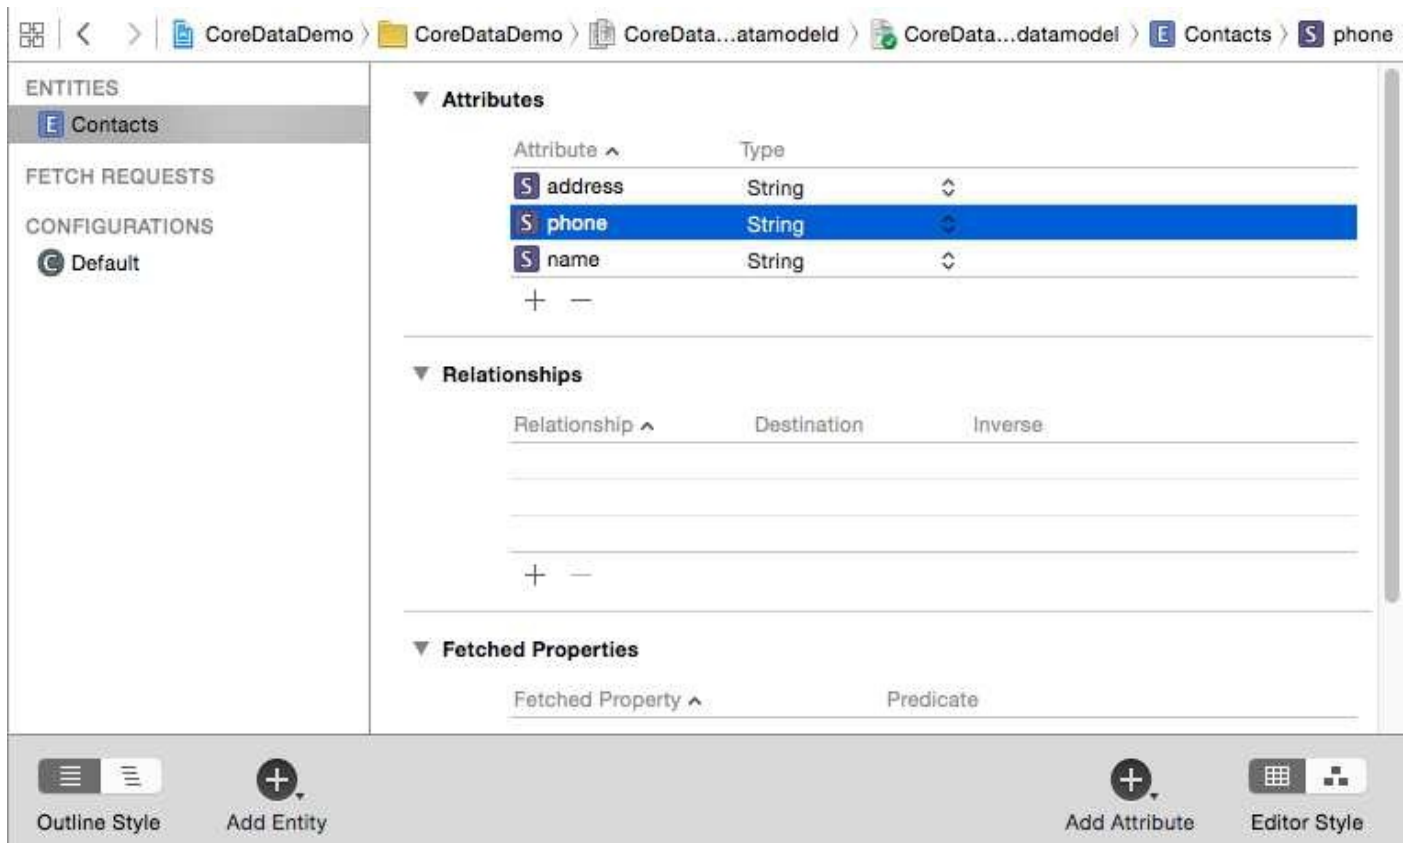 CoreDataDemo CoreDataDemo CoreData...atamodeld CoreData...datamodel E Contacts S phone
ENTITIES
E Contacts
FETCH REQUESTS
CONFIGURATIONS
C Default
Attributes
Attribute Type
S address String
S phone String
S name String
+ −
Relationships
Relationship Destination Inverse
+ −
Fetched Properties
Fetched Property Predicate
Outline Style Add Entity Add Attribute Editor Style